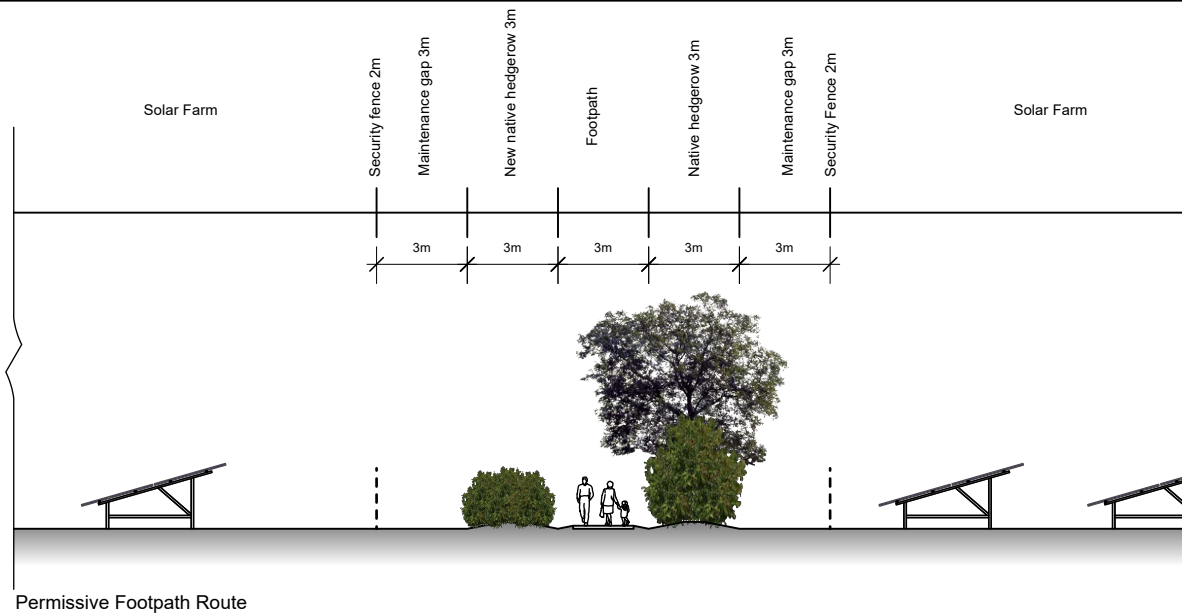 Solar Farm
Security fence 2m
Maintenance gap 3m
New native hedgerow 3m
Footpath
Native hedgerow 3m
Maintenance gap 3m
Security Fence 2m
Solar Farm
3m
3m
3m
3m
3m
Permissive Footpath Route